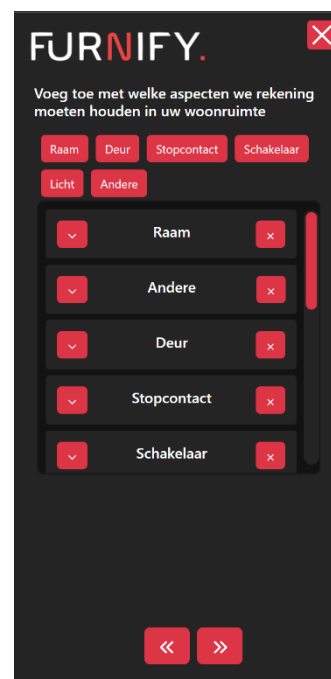 FURNIFY.
Voeg toe met welke aspecten we rekening
moeten houden in uw woonruimte
Raam Deur Stopcontact Schakelaar
Licht Andere
Raam
Andere
Deur
Stopcontact
Schakelaar